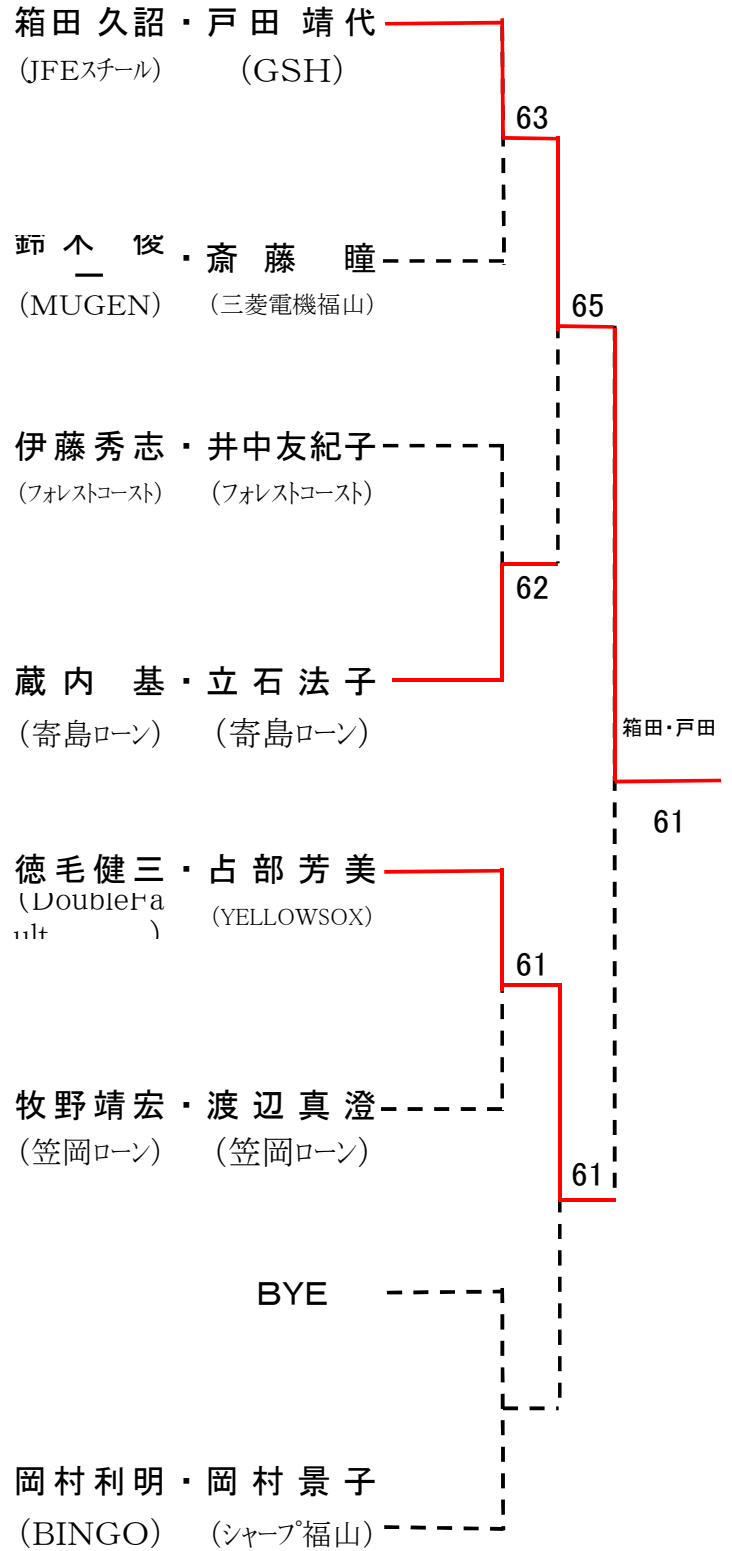 箱田 久詔・戸田 靖代
(JFEスチール) (GSH)
63
鈴木 俊一・斎藤 瞳
(MUGEN) (三菱電機福山)
65
伊藤秀志・井中友紀子
(フォレストコースト) (フォレストコースト)
62
蔵内 基・立石法子
(寄島ローン) (寄島ローン)
箱田・戸田
61
徳毛健三・占部芳美
(DoubleFa
ult )
(YELLOWSOX)
61
牧野靖宏・渡辺真澄
(笠岡ローン) (笠岡ローン)
61
BYE
岡村利明・岡村景子
(BINGO) (シャープ福山)